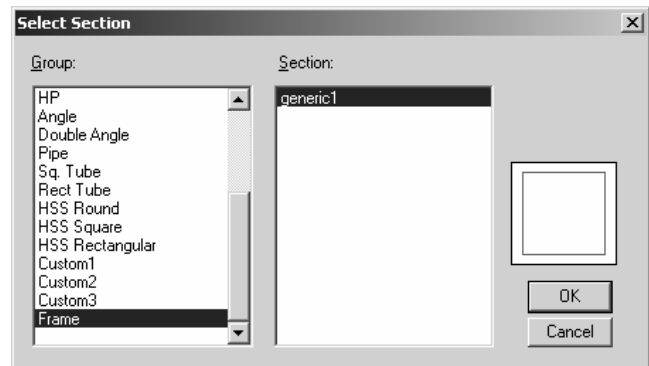 Select Section
Group:
Section:
HP
Angle
Double Angle
Pipe
Sq. Tube
Rect Tube
HSS Round
HSS Square
HSS Rectangular
Custom1
Custom2
Custom3
Frame
generic1
OK
Cancel